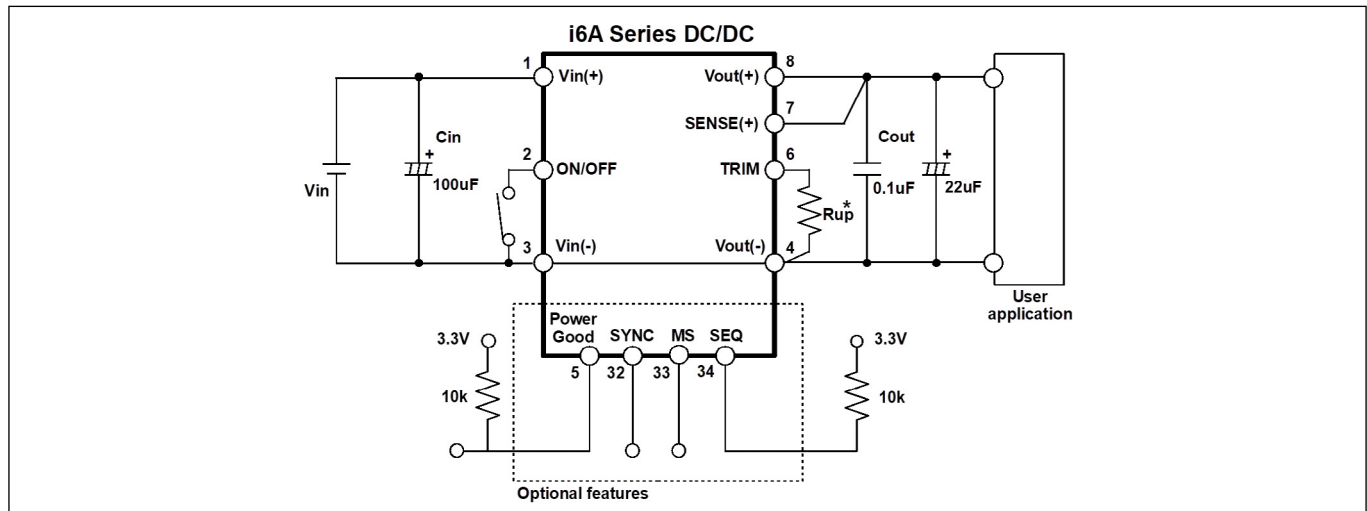 i6A Series DC/DC
1
Vin(+)
Vout(+)
8
7
SENSE(+)
Cin
+
100uF
Vin
2
ON/OFF
TRIM
6
Rup*
Cout
0.1uF
+
22uF
3
Vin(-)
Vout(-)
4
User
application
Power
Good
SYNC
MS
SEQ
5
32
33
34
3.3V
10k
3.3V
10k
Optional features